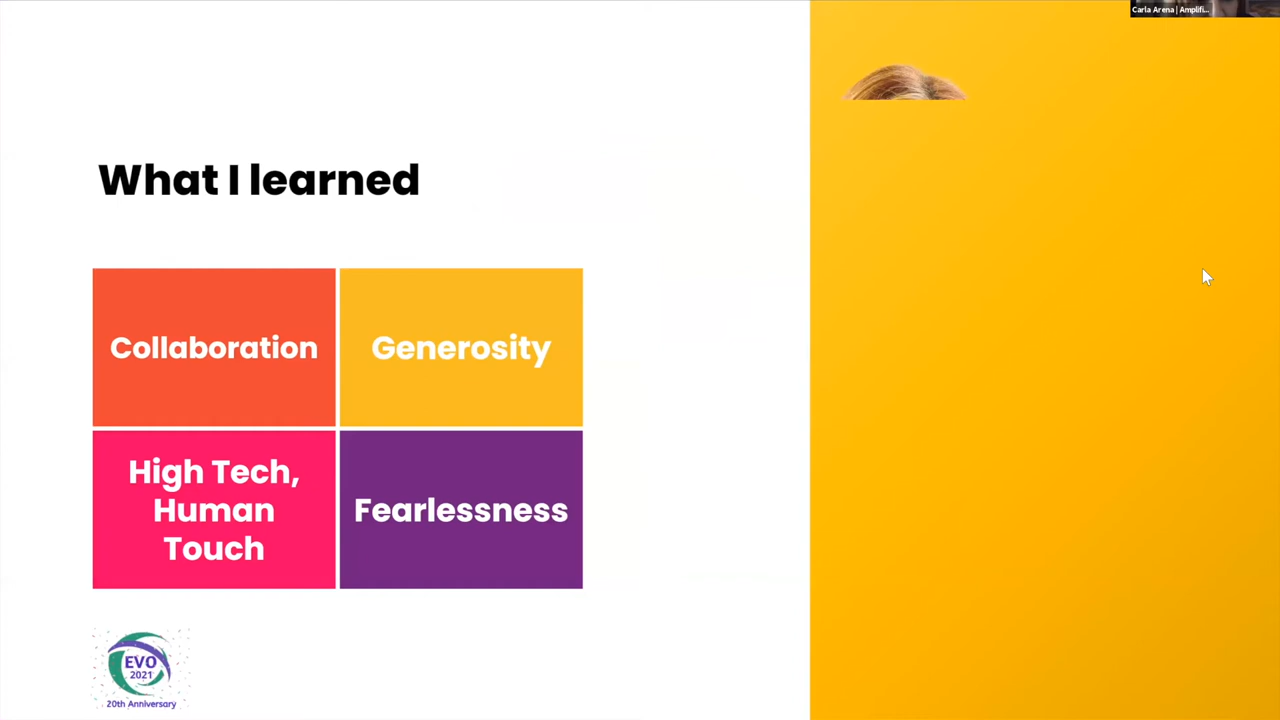 Carla Arena | Amplifi...
What I learned
Collaboration
Generosity
High Tech,
Human
Touch
Fearlessness
EVO
2021
20th Anniversary